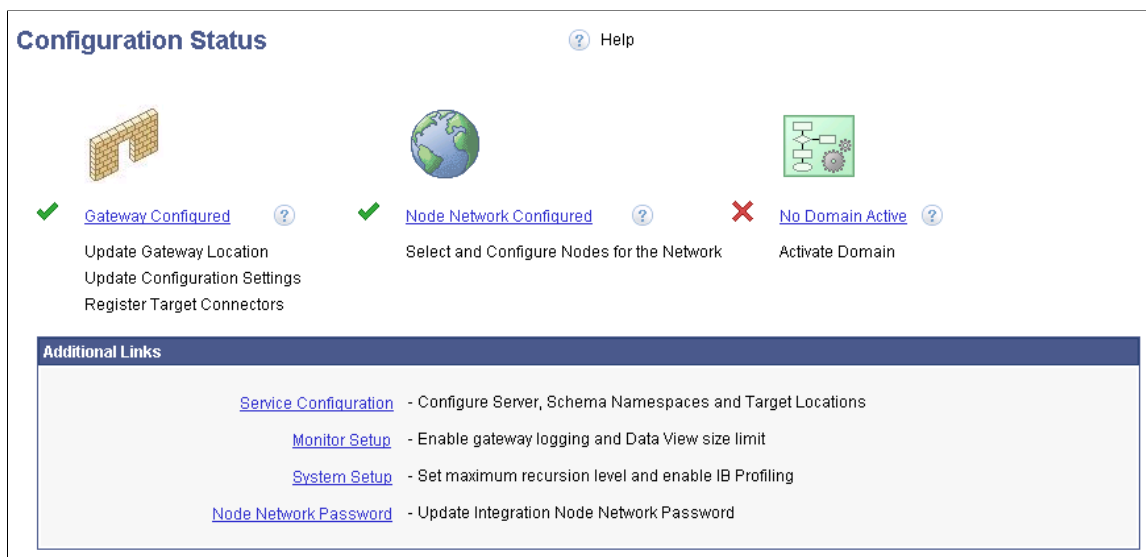 Configuration Status
? Help
Gateway Configured ?
Update Gateway Location
Update Configuration Settings
Register Target Connectors
Node Network Configured ?
Select and Configure Nodes for the Network
No Domain Active ?
Activate Domain
Additional Links
Service Configuration - Configure Server, Schema Namespaces and Target Locations
Monitor Setup - Enable gateway logging and Data View size limit
System Setup - Set maximum recursion level and enable IB Profiling
Node Network Password - Update Integration Node Network Password